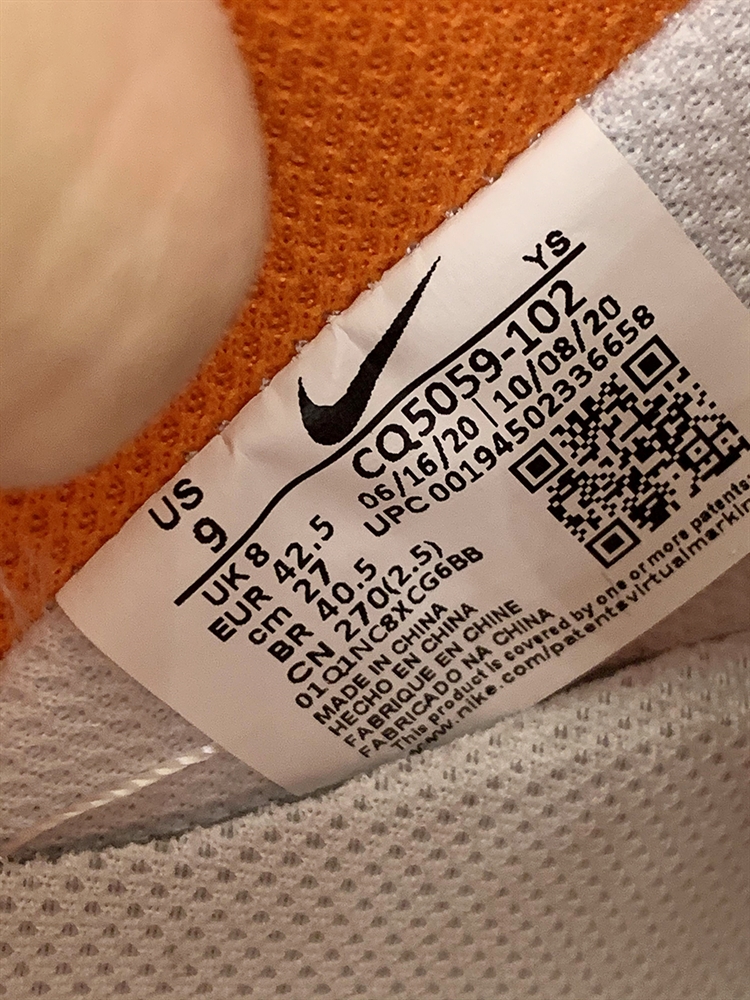 US
9
YS
CQ5059-102
06/16/20 | 10/08/20
UPC 00194502336658
UK 8
EUR 42.5
cm 27
BR 40.5
CN 270(2.5)
01Q1NC8XCG6BB
MADE IN CHINA
HECHO EN CHINA
FABRIQUE EN CHINE
FABRICADO NA CHINA
This product is covered by one or more patents
www.nike.com/patents